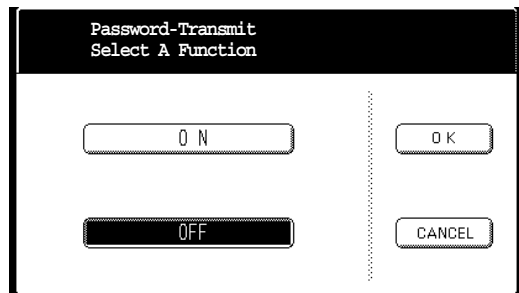 Password-Transmit
Select A Function
ON
OK
OFF
CANCEL